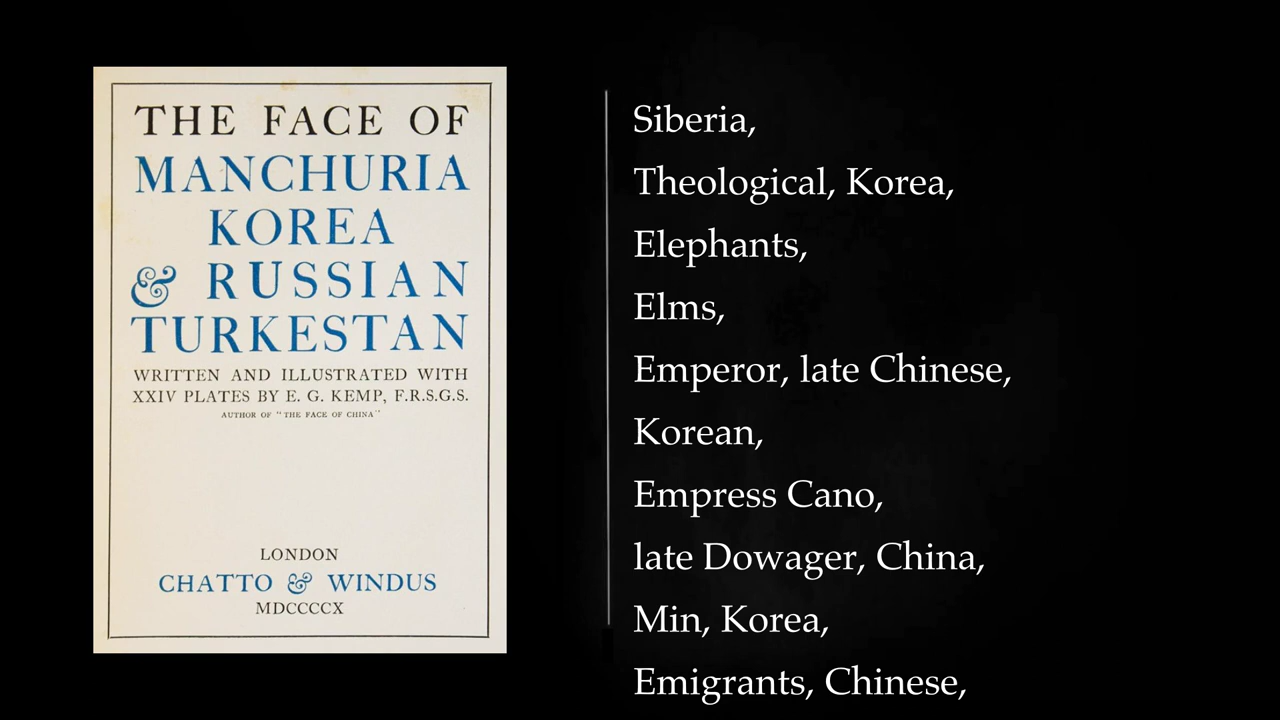 THE FACE OF
MANCHURIA
KOREA
& RUSSIAN
TURKESTAN
WRITTEN AND ILLUSTRATED WITH
XXIV PLATES BY E. G. KEMP, F.R.S.G.S.
AUTHOR OF "THE FACE OF CHINA"
LONDON
CHATTO & WINDUS
MDCCCCX
Siberia,
Theological, Korea,
Elephants,
Elms,
Emperor, late Chinese,
Korean,
Empress Cano,
late Dowager, China,
Min, Korea,
Emigrants, Chinese,